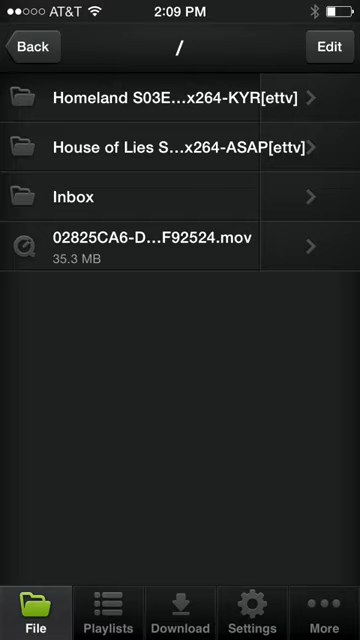 AT&T 2:09 PM
Back / Edit
Homeland S03E...x264-KYR[ettv]
House of Lies S...x264-ASAP[ettv]
Inbox
02825CA6-D...F92524.mov
35.3 MB
File Playlists Download Settings More